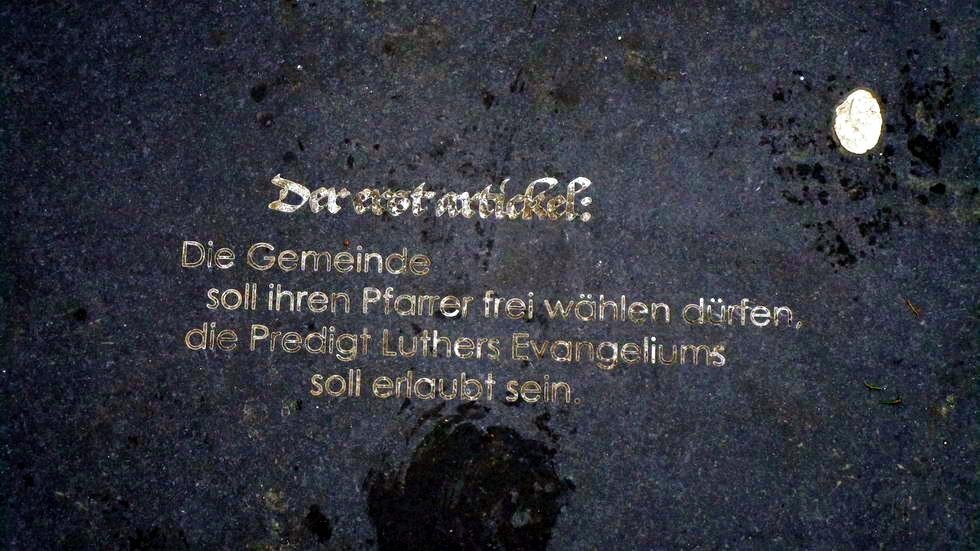 Der erst artickel:
Die Gemeinde
soll ihren Pfarrer frei wählen dürfen,
die Predigt Luthers Evangeliums
soll erlaubt sein.